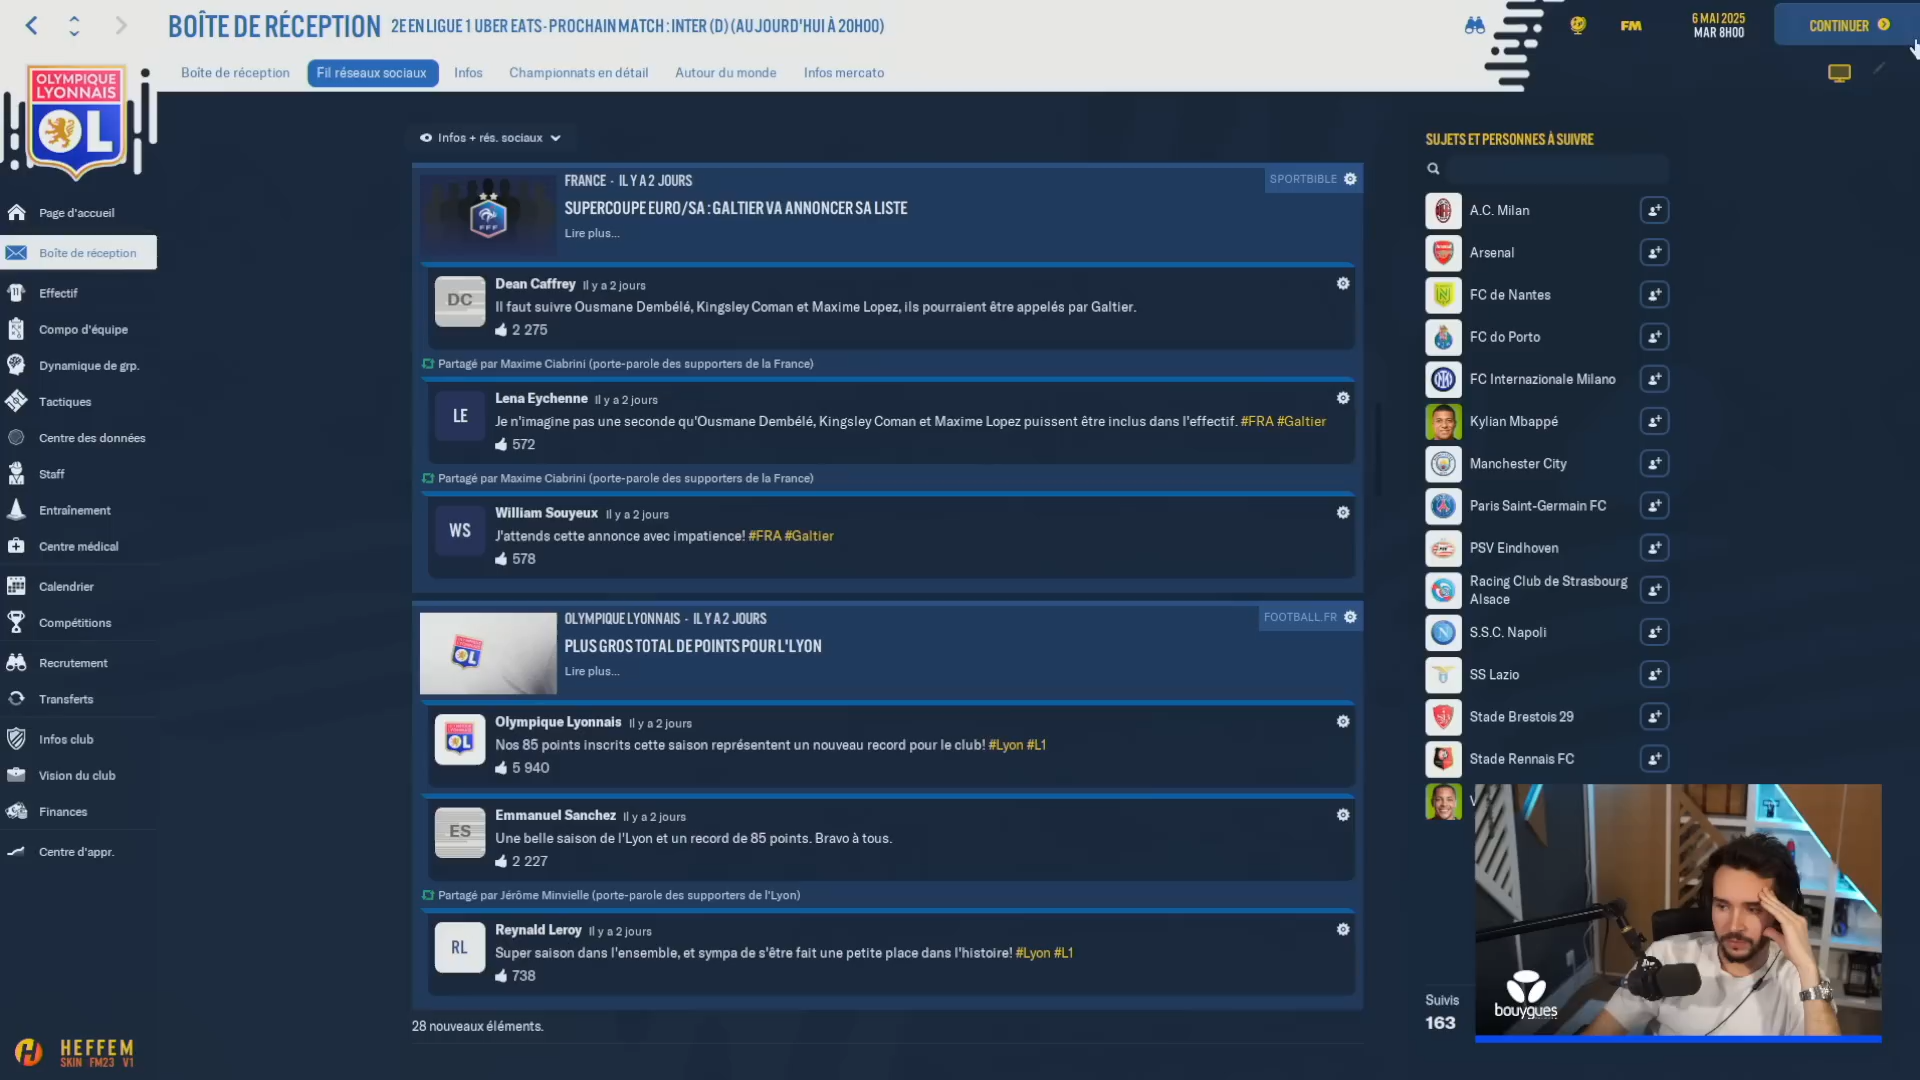 BOÎTE DE RÉCEPTION
2E EN LIGUE 1 UBER EATS - PROCHAIN MATCH : INTER (D) (AUJOURD'HUI À 20H00)
FM
6 MAI 2025
MAR 8H00
CONTINUER
Boîte de réception
Fil réseaux sociaux
Infos
Championnats en détail
Autour du monde
Infos mercato
OLYMPIQUE
LYONNAIS
OL
Page d'accueil
Boîte de réception
Effectif
Compo d'équipe
Dynamique de grp.
Tactiques
Centre des données
Staff
Entraînement
Centre médical
Calendrier
Compétitions
Recrutement
Transferts
Infos club
Vision du club
Finances
Centre d'appr.
HEFFEM
SKIN FM23 V1
Infos + rés. sociaux
FRANCE - IL Y A 2 JOURS
SPORTBIBLE
SUPERCOUPE EURO/SA : GALTIER VA ANNONCER SA LISTE
Lire plus...
FFF
DC
Dean Caffrey Il y a 2 jours
Il faut suivre Ousmane Dembélé, Kingsley Coman et Maxime Lopez, ils pourraient être appelés par Galtier.
2 275
Partagé par Maxime Ciabrini (porte-parole des supporters de la France)
LE
Lena Eychenne Il y a 2 jours
Je n'imagine pas une seconde qu'Ousmane Dembélé, Kingsley Coman et Maxime Lopez puissent être inclus dans l'effectif. #FRA #Galtier
572
Partagé par Maxime Ciabrini (porte-parole des supporters de la France)
WS
William Souyeux Il y a 2 jours
J'attends cette annonce avec impatience! #FRA #Galtier
578
OLYMPIQUE LYONNAIS - IL Y A 2 JOURS
FOOTBALL.FR
PLUS GROS TOTAL DE POINTS POUR L'LYON
Lire plus...
Olympique Lyonnais Il y a 2 jours
Nos 85 points inscrits cette saison représentent un nouveau record pour le club! #Lyon #L1
5 940
ES
Emmanuel Sanchez Il y a 2 jours
Une belle saison de l'Lyon et un record de 85 points. Bravo à tous.
2 227
Partagé par Jérôme Minvielle (porte-parole des supporters de l'Lyon)
RL
Reynald Leroy Il y a 2 jours
Super saison dans l'ensemble, et sympa de s'être fait une petite place dans l'histoire! #Lyon #L1
738
28 nouveaux éléments.
SUJETS ET PERSONNES À SUIVRE
A.C. Milan
Arsenal
FC de Nantes
FC do Porto
FC Internazionale Milano
Kylian Mbappé
Manchester City
Paris Saint-Germain FC
PSV Eindhoven
Racing Club de Strasbourg
Alsace
S.S.C. Napoli
SS Lazio
Stade Brestois 29
Stade Rennais FC
Suivis
163
bouygues